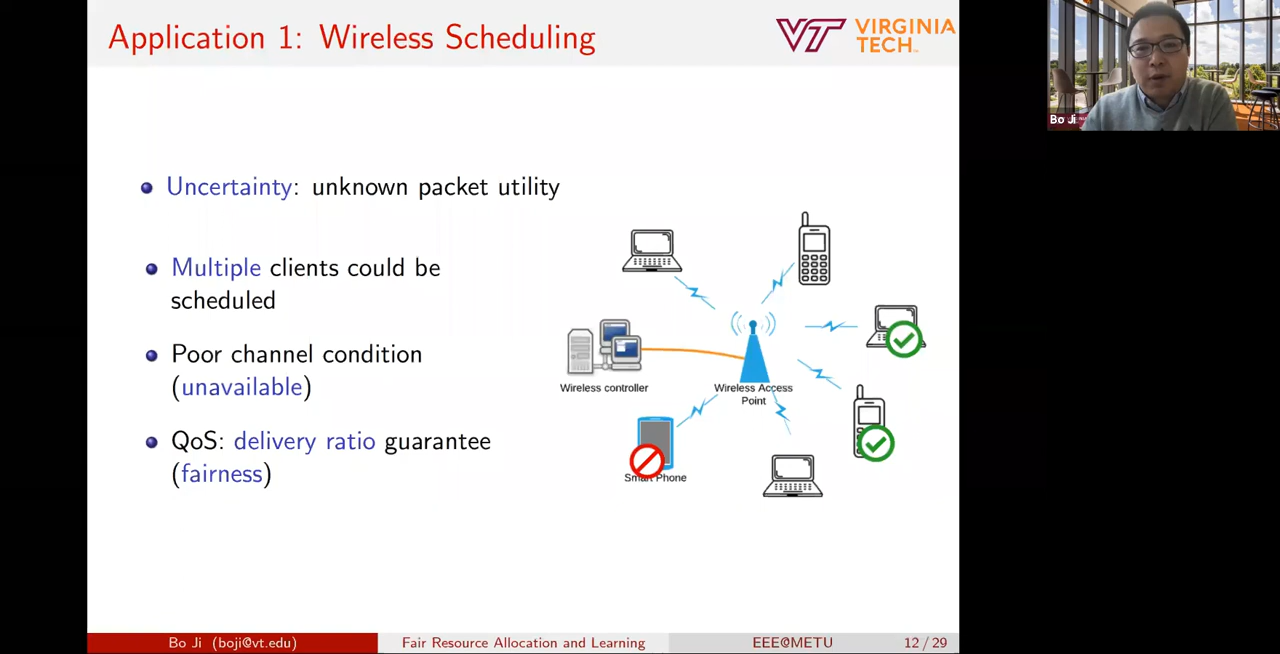 Application 1: Wireless Scheduling
VT VIRGINIA
TECH
Bo Ji
Uncertainty: unknown packet utility
Multiple clients could be
scheduled
Poor channel condition
(unavailable)
QoS: delivery ratio guarantee
(fairness)
Wireless controller
Wireless Access
Point
Smart Phone
Bo Ji (boji@vt.edu)
Fair Resource Allocation and Learning
EEE@METU
12 / 29